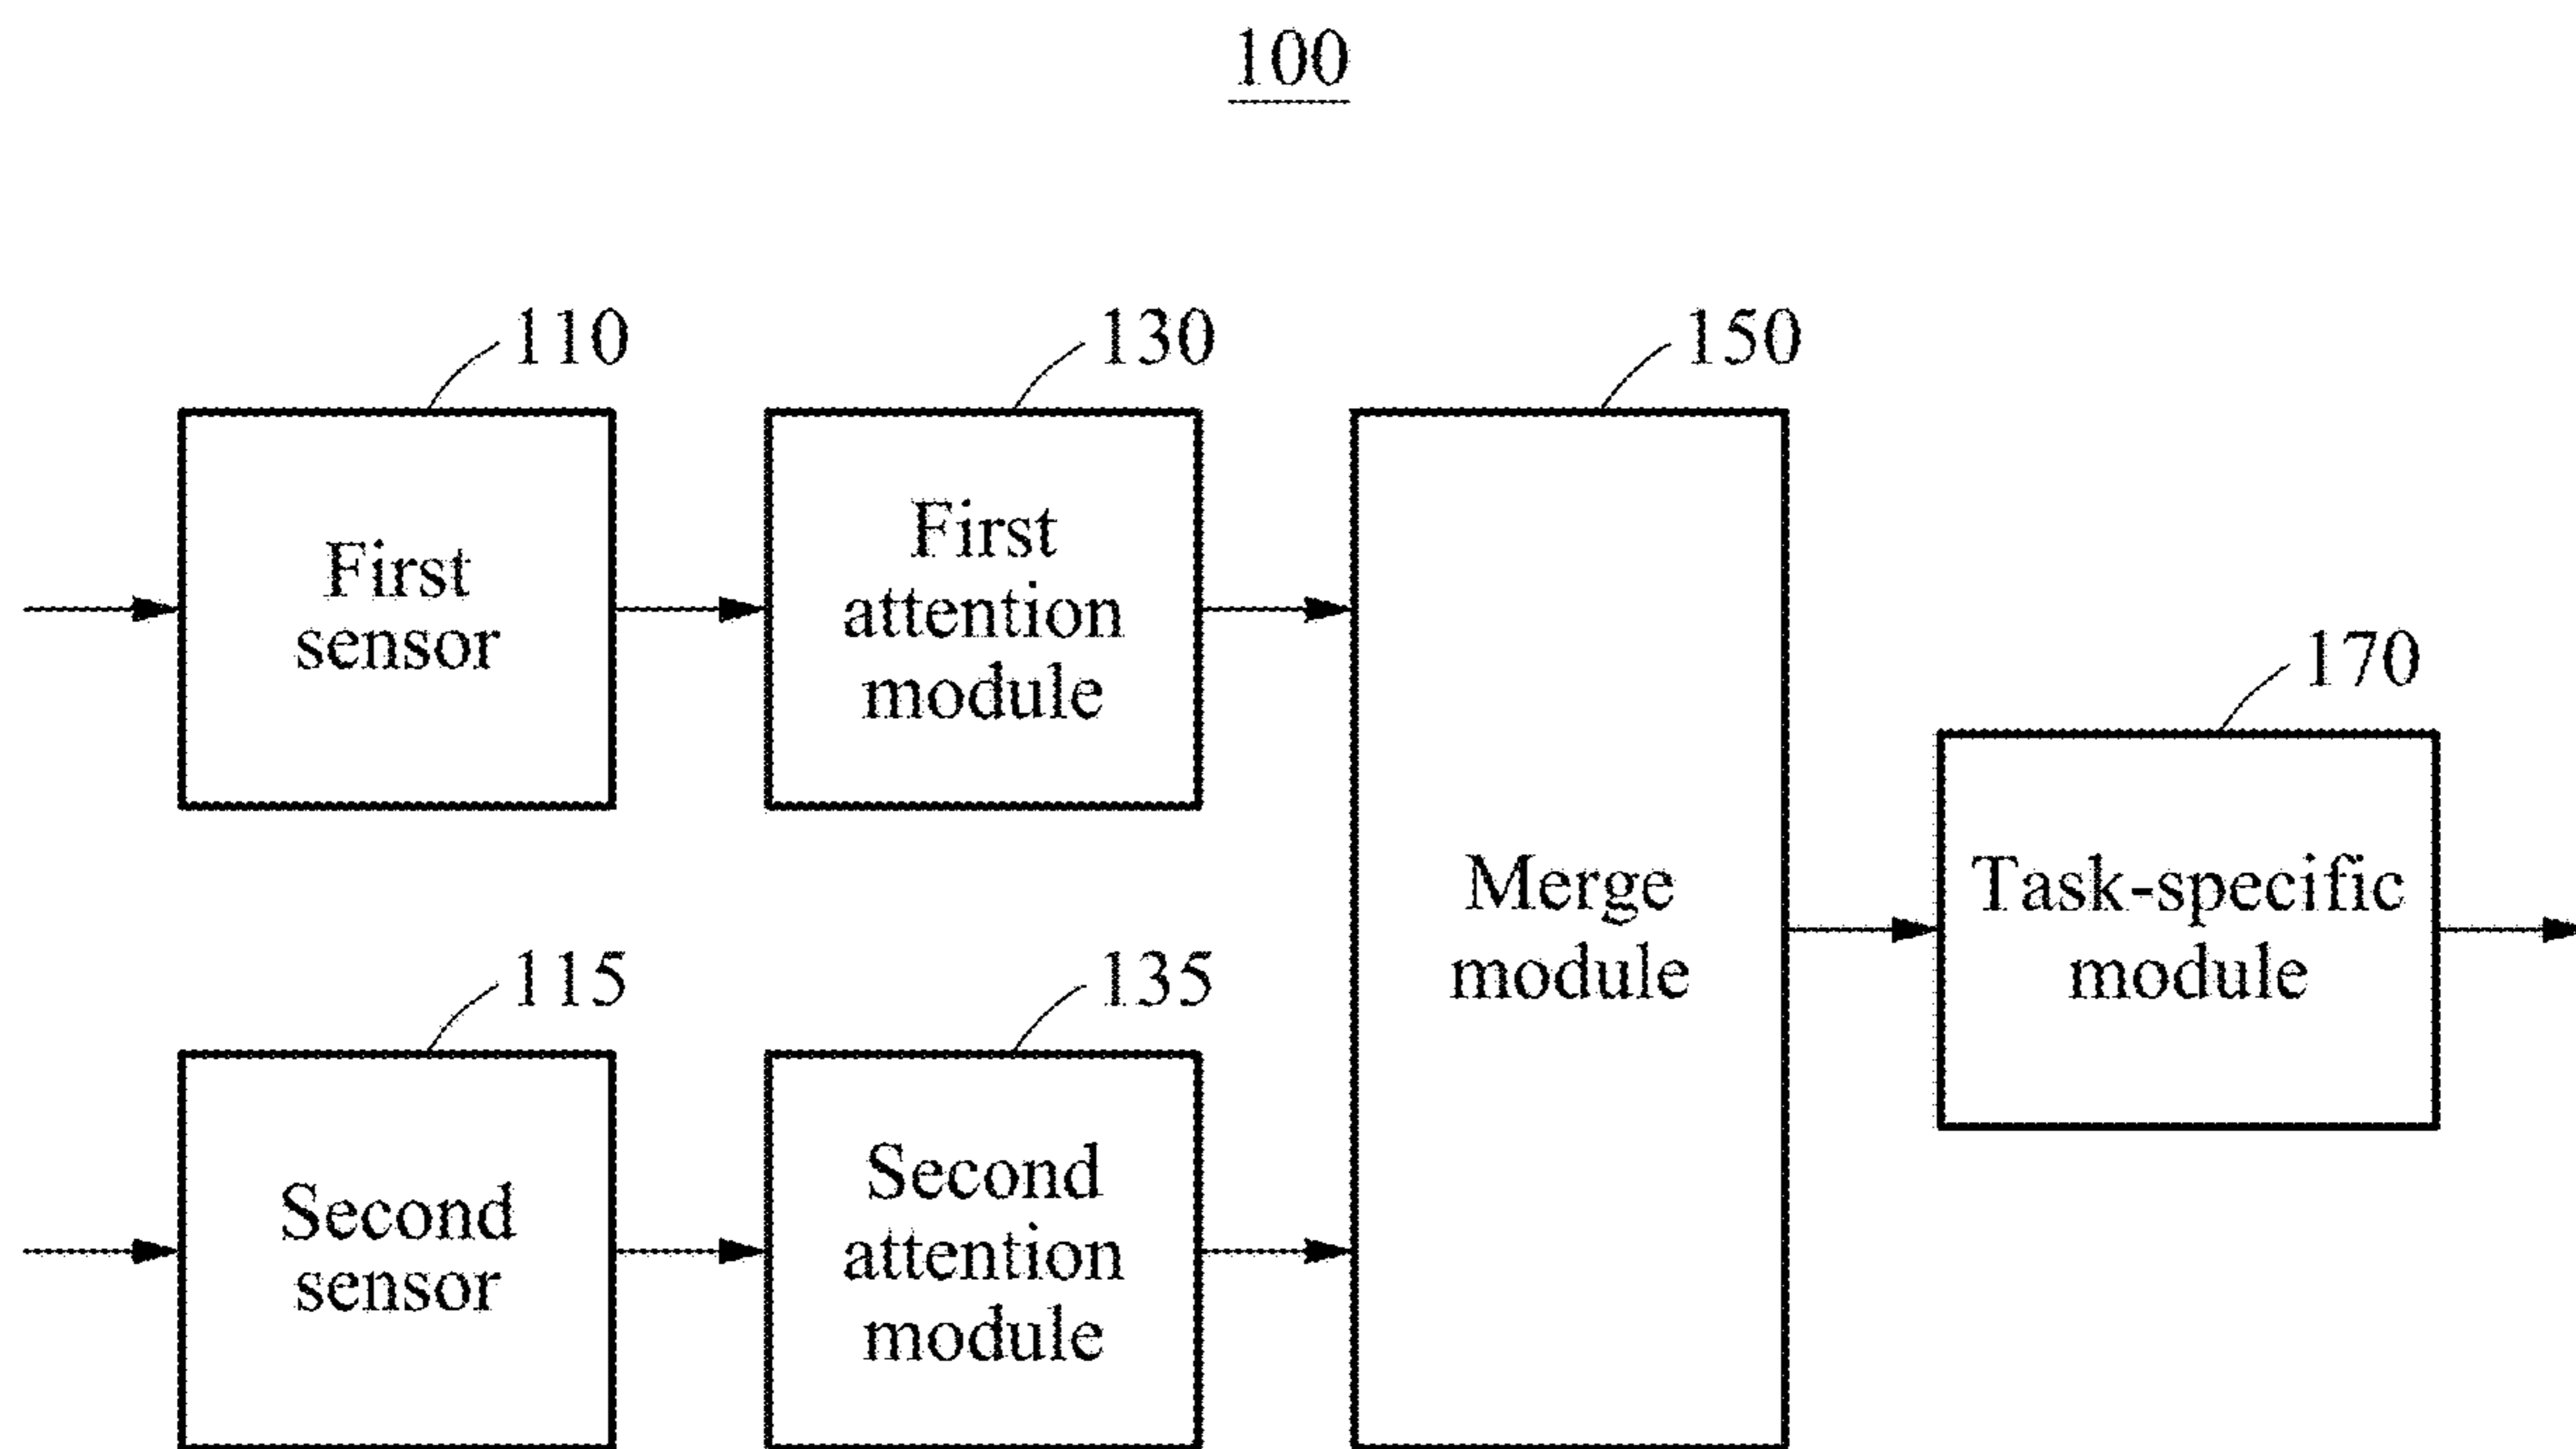 100
110
130
150
First
sensor
First
attention
module
170
Merge
module
Task-specific
module
115
135
Second
sensor
Second
attention
module